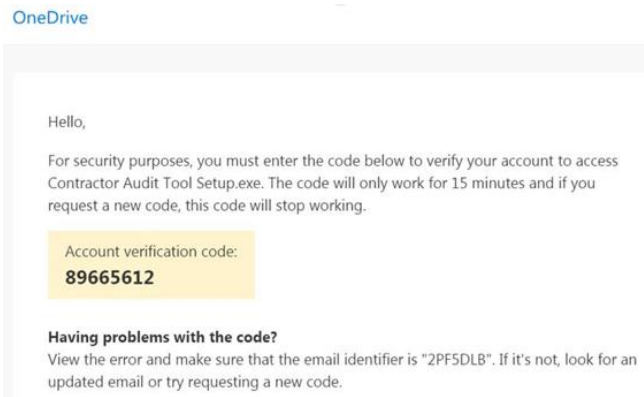 OneDrive
Hello,
For security purposes, you must enter the code below to verify your account to access
Contractor Audit Tool Setup.exe. The code will only work for 15 minutes and if you
request a new code, this code will stop working.
Account verification code:
89665612
Having problems with the code?
View the error and make sure that the email identifier is "2PF5DLB". If it's not, look for an
updated email or try requesting a new code.